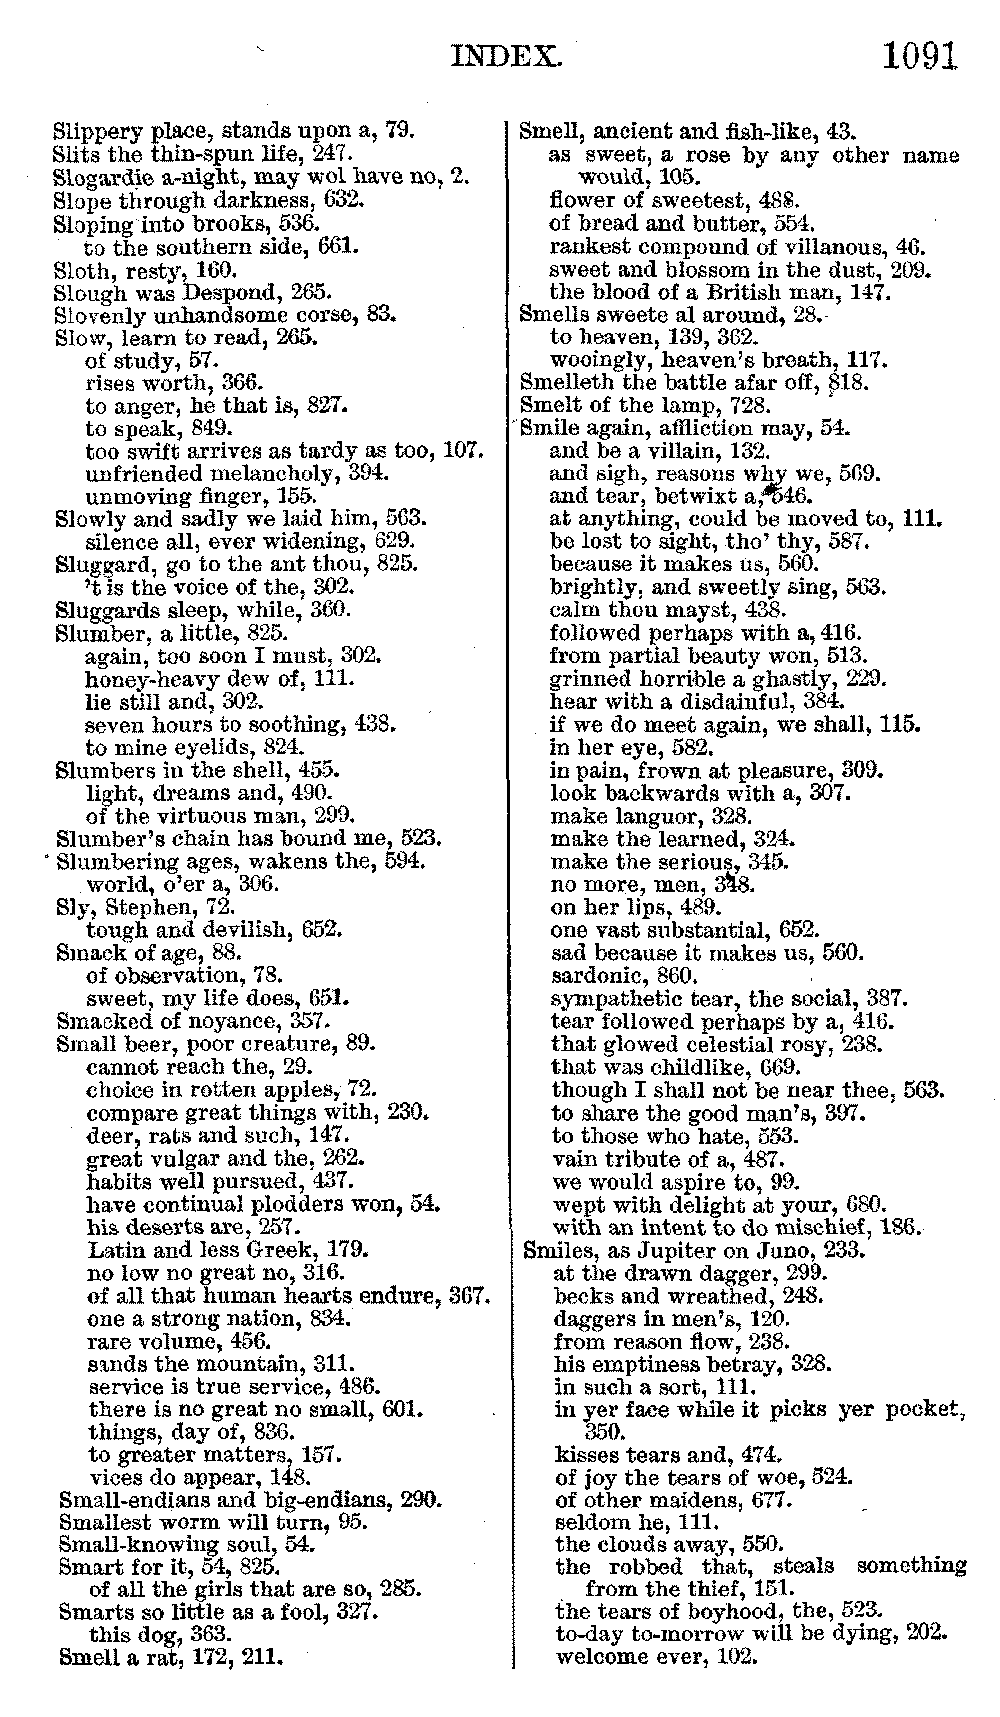 INDEX. 1091
Slippery place, stands upon a, 79.
Slits the thin-spun life, 247.
Slogardie a-night, may wol have no, 2.
Slope through darkness, 632.
Sloping into brooks, 536.
to the southern side, 661.
Sloth, resty, 160.
Slough was Despond, 265.
Slovenly unhandsome corse, 83.
Slow, learn to read, 265.
of study, 57.
rises worth, 366.
to anger, he that is, 827.
to speak, 849.
too swift arrives as tardy as too, 107.
unfriended melancholy, 394.
unmoving finger, 155.
Slowly and sadly we laid him, 563.
silence all, ever widening, 629.
Sluggard, go to the ant thou, 825.
't is the voice of the, 302.
Sluggards sleep, while, 360.
Slumber, a little, 825.
again, too soon I must, 302.
honey-heavy dew of, 111.
lie still and, 302.
seven hours to soothing, 438.
to mine eyelids, 824.
Slumbers in the shell, 455.
light, dreams and, 490.
of the virtuous man, 299.
Slumber's chain has bound me, 523.
Slumbering ages, wakens the, 594.
world, o'er a, 306.
Sly, Stephen, 72.
tough and devilish, 652.
Smack of age, 88.
of observation, 78.
sweet, my life does, 651.
Smacked of noyance, 357.
Small beer, poor creature, 89.
cannot reach the, 29.
choice in rotten apples, 72.
compare great things with, 230.
deer, rats and such, 147.
great vulgar and the, 262.
habits well pursued, 437.
have continual plodders won, 54.
his deserts are, 257.
Latin and less Greek, 179.
no low no great no, 316.
of all that human hearts endure, 367.
one a strong nation, 834.
rare volume, 456.
sands the mountain, 311.
service is true service, 486.
there is no great no small, 601.
things, day of, 836.
to greater matters, 157.
vices do appear, 148.
Small-endians and big-endians, 290.
Smallest worm will turn, 95.
Small-knowing soul, 54.
Smart for it, 54, 825.
of all the girls that are so, 285.
Smarts so little as a fool, 327.
this dog, 363.
Smell a rat, 172, 211.
Smell, ancient and fish-like, 43.
as sweet, a rose by any other name
would, 105.
flower of sweetest, 488.
of bread and butter, 554.
rankest compound of villanous, 46.
sweet and blossom in the dust, 209.
the blood of a British man, 147.
Smells sweete al around, 28.
to heaven, 139, 362.
wooingly, heaven's breath, 117.
Smelleth the battle afar off, 818.
Smelt of the lamp, 728.
Smile again, affliction may, 54.
and be a villain, 132.
and sigh, reasons why we, 569.
and tear, betwixt a, 546.
at anything, could be moved to, 111.
be lost to sight, tho' thy, 587.
because it makes us, 560.
brightly, and sweetly sing, 563.
calm thou mayst, 438.
followed perhaps with a, 416.
from partial beauty won, 513.
grinned horrible a ghastly, 229.
hear with a disdainful, 384.
if we do meet again, we shall, 115.
in her eye, 582.
in pain, frown at pleasure, 309.
look backwards with a, 307.
make languor, 328.
make the learned, 324.
make the serious, 345.
no more, men, 348.
on her lips, 489.
one vast substantial, 652.
sad because it makes us, 560.
sardonic, 860.
sympathetic tear, the social, 387.
tear followed perhaps by a, 416.
that glowed celestial rosy, 238.
that was childlike, 669.
though I shall not be near thee, 563.
to share the good man's, 397.
to those who hate, 553.
vain tribute of a, 487.
we would aspire to, 99.
wept with delight at your, 680.
with an intent to do mischief, 186.
Smiles, as Jupiter on Juno, 233.
at the drawn dagger, 299.
becks and wreathed, 248.
daggers in men's, 120.
from reason flow, 238.
his emptiness betray, 328.
in such a sort, 111.
in yer face while it picks yer pocket,
350.
kisses tears and, 474.
of joy the tears of woe, 524.
of other maidens, 677.
seldom he, 111.
the clouds away, 550.
the robbed that, steals something
from the thief, 151.
the tears of boyhood, the, 523.
to-day to-morrow will be dying, 202.
welcome ever, 102.